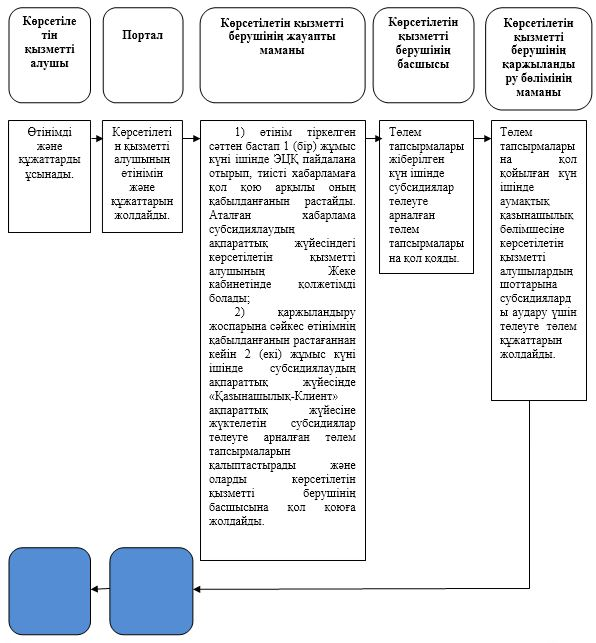 Көрсетіле
тін
қызметті
алушы
Портал
Көрсетілетін қызметті
берушінің жауапты
маманы
Көрсетілетін
қызметті
берушінің
басшысы
Көрсетілетін
қызметті
берушінің
қаржыланды
ру бөлімінің
маманы
Өтінімді
және
құжаттарды
ұсынады.
Көрсетілеті
н қызметті
алушының
өтінімін
және
құжаттарын
жолдайды.
1) өтінім тіркелген
сәттен бастап 1 (бір) жұмыс
күні ішінде ЭЦҚ пайдалана
отырып, тиісті хабарламаға
қол қою арқылы оның
қабылданғанын растайды.
Аталған хабарлама
субсидиялаудың
ақпараттық жүйесіндегі
көрсетілетін қызметті
алушының Жеке
кабинетінде қолжетімді
болады;
2) қаржыландыру
жоспарына сәйкес өтінімнің
қабылданғанын растағаннан
кейін 2 (екі) жұмыс күні
ішінде субсидиялаудың
ақпараттық жүйесінде
«Қазынашылық-Клиент»
ақпараттық жүйесіне
жүктелетін субсидиялар
төлеуге арналған төлем
тапсырмаларын
қалыптастырады және
оларды көрсетілетін
қызметті берушінің
басшысына қол қоюға
жолдайды.
Төлем
тапсырмалары
жіберілген
күн ішінде
субсидиялар
төлеуге
арналған
төлем
тапсырмалары
на қол қояды.
Төлем
тапсырмалары
на қол
қойылған күн
ішінде
аумақтық
қазынашылық
бөлімшесіне
көрсетілетін
қызметті
алушылардың
шоттарына
субсидиялард
ы аудару үшін
төлеуге төлем
құжаттарын
жолдайды.